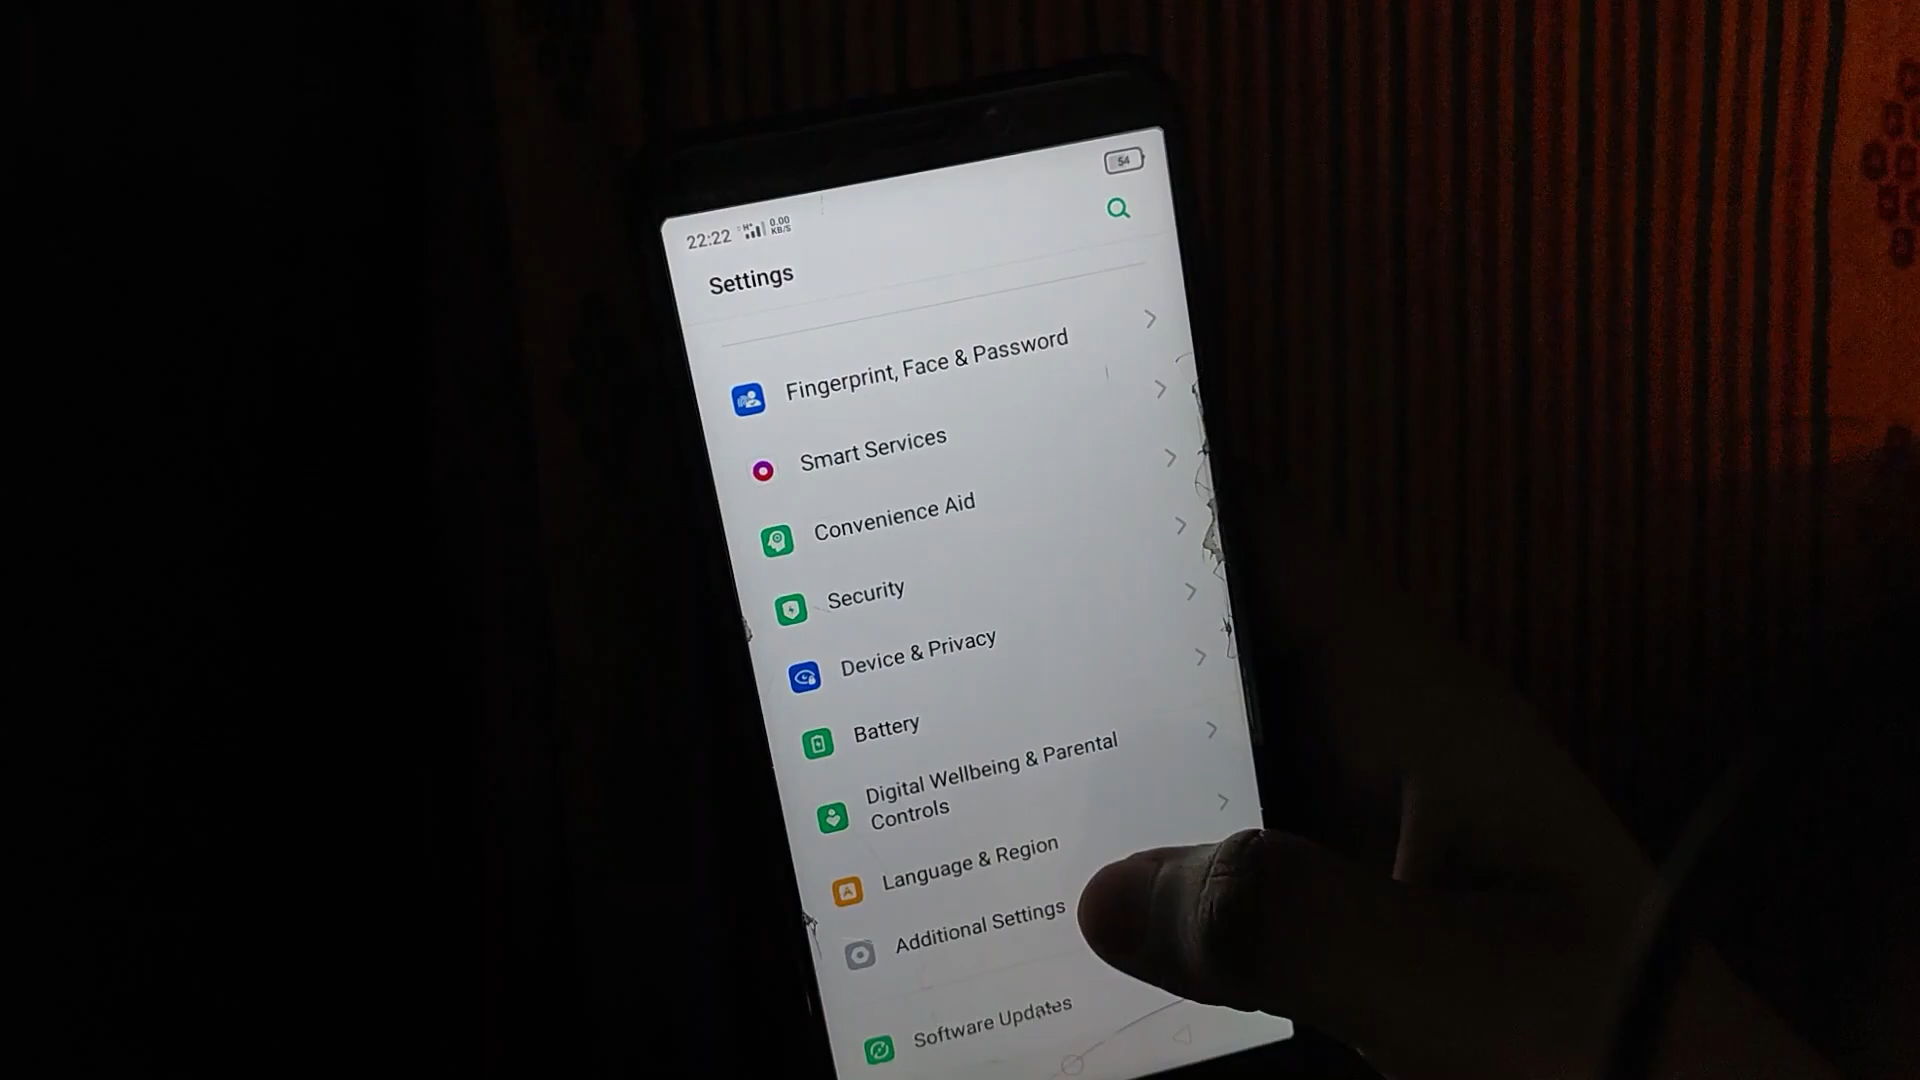 54
22:22 H+ 0.00 KB/S
Settings
Fingerprint, Face & Password
Smart Services
Convenience Aid
Security
Device & Privacy
Battery
Digital Wellbeing & Parental
Controls
Language & Region
Additional Settings
Software Updates